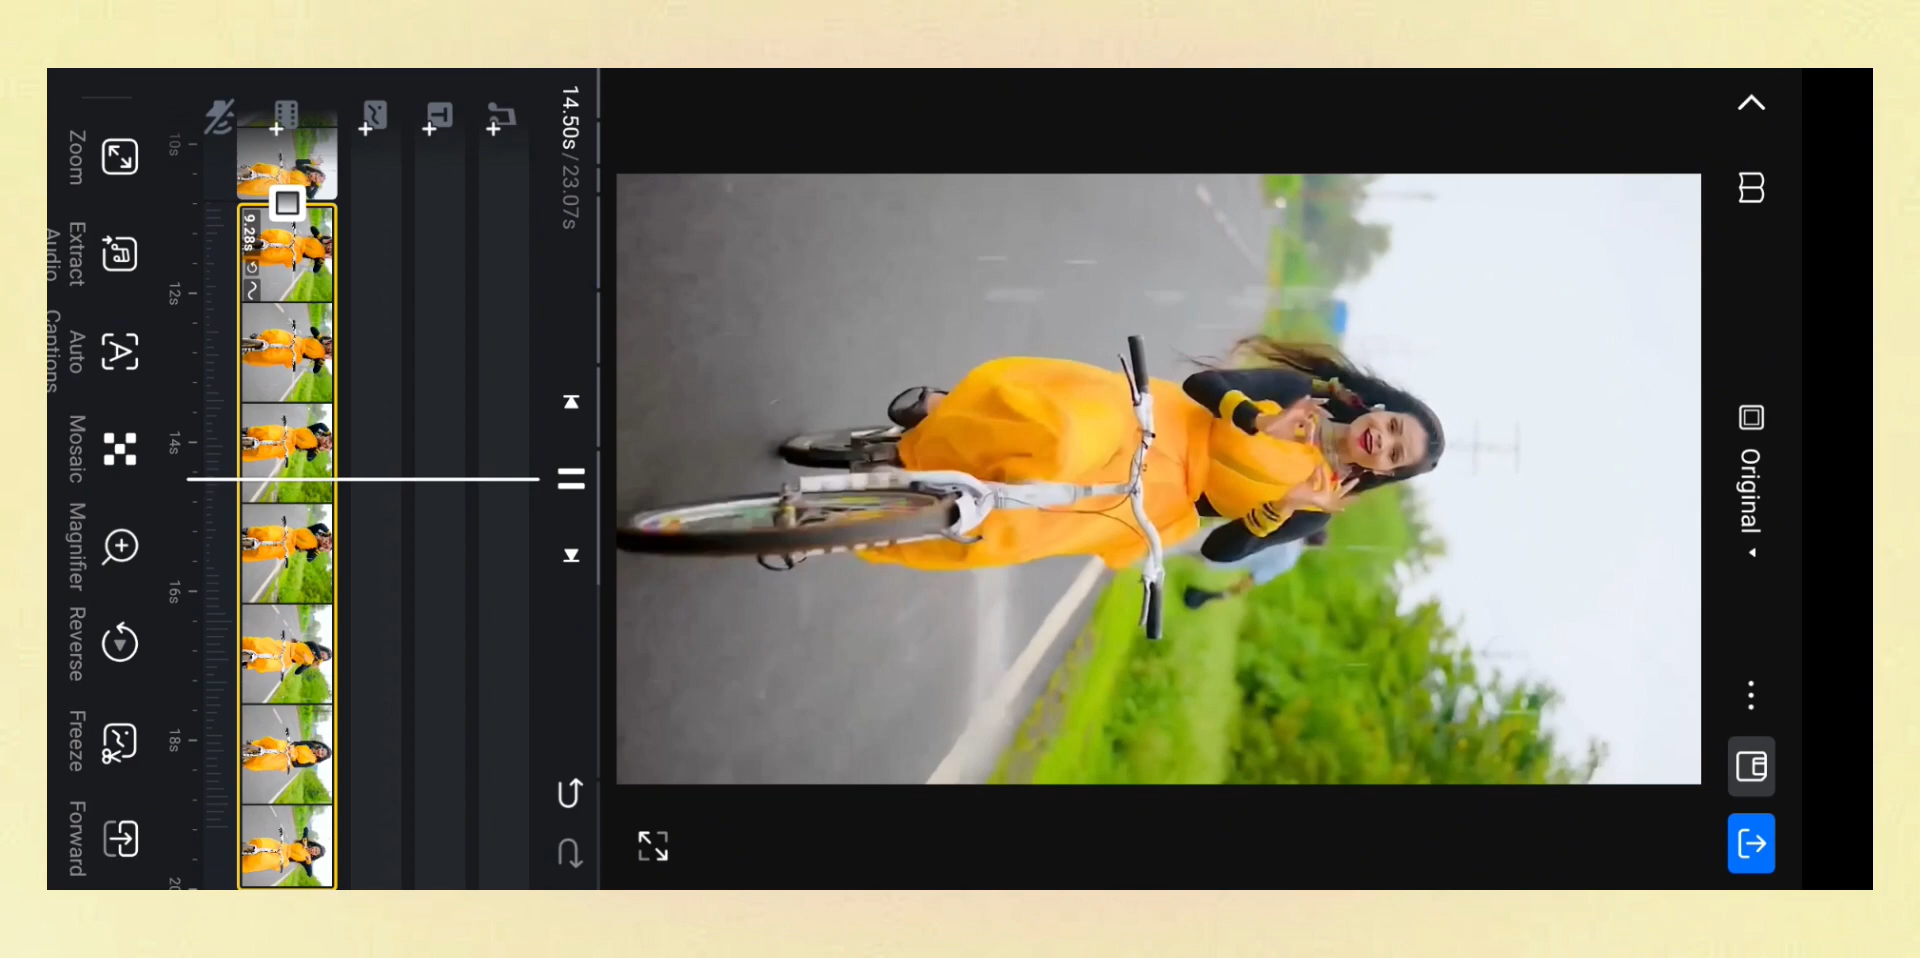 Original
14.50s / 23.07s
10s
12s
14s
16s
18s
20
9.28s
Zoom
Extract
Audio
Auto
Captions
Mosaic
Magnifier
Reverse
Freeze
Forward